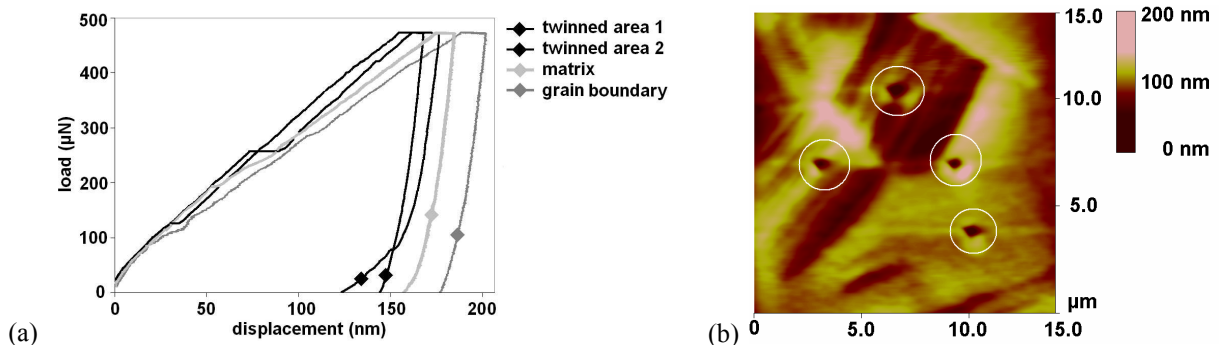 500
400
300
200
100
0
load (µN)
0 50 100 150 200
displacement (nm)
twinned area 1
twinned area 2
matrix
grain boundary
(a)
15.0
10.0
5.0
µm
0 5.0 10.0 15.0
200 nm
100 nm
0 nm
(b)